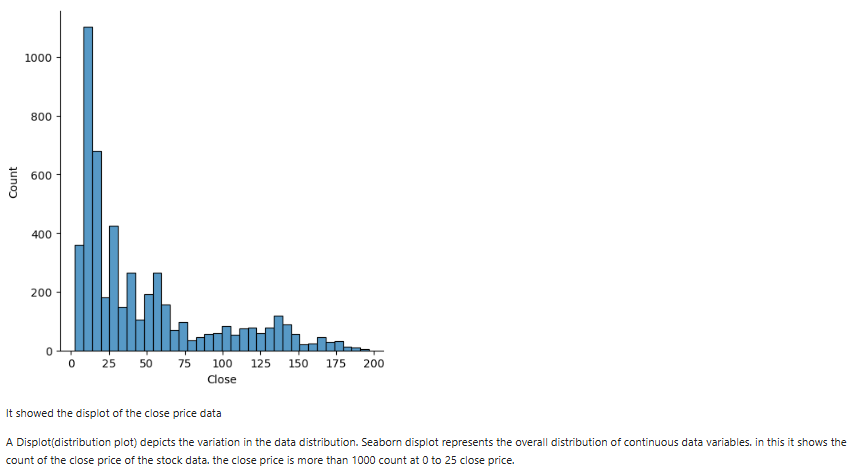 1000
800
600
400
200
0
Count
0 25 50 75 100 125 150 175 200
Close
It showed the displot of the close price data
A Displot(distribution plot) depicts the variation in the data distribution. Seaborn displot represents the overall distribution of continuous data variables. in this it shows the
count of the close price of the stock data. the close price is more than 1000 count at 0 to 25 close price.